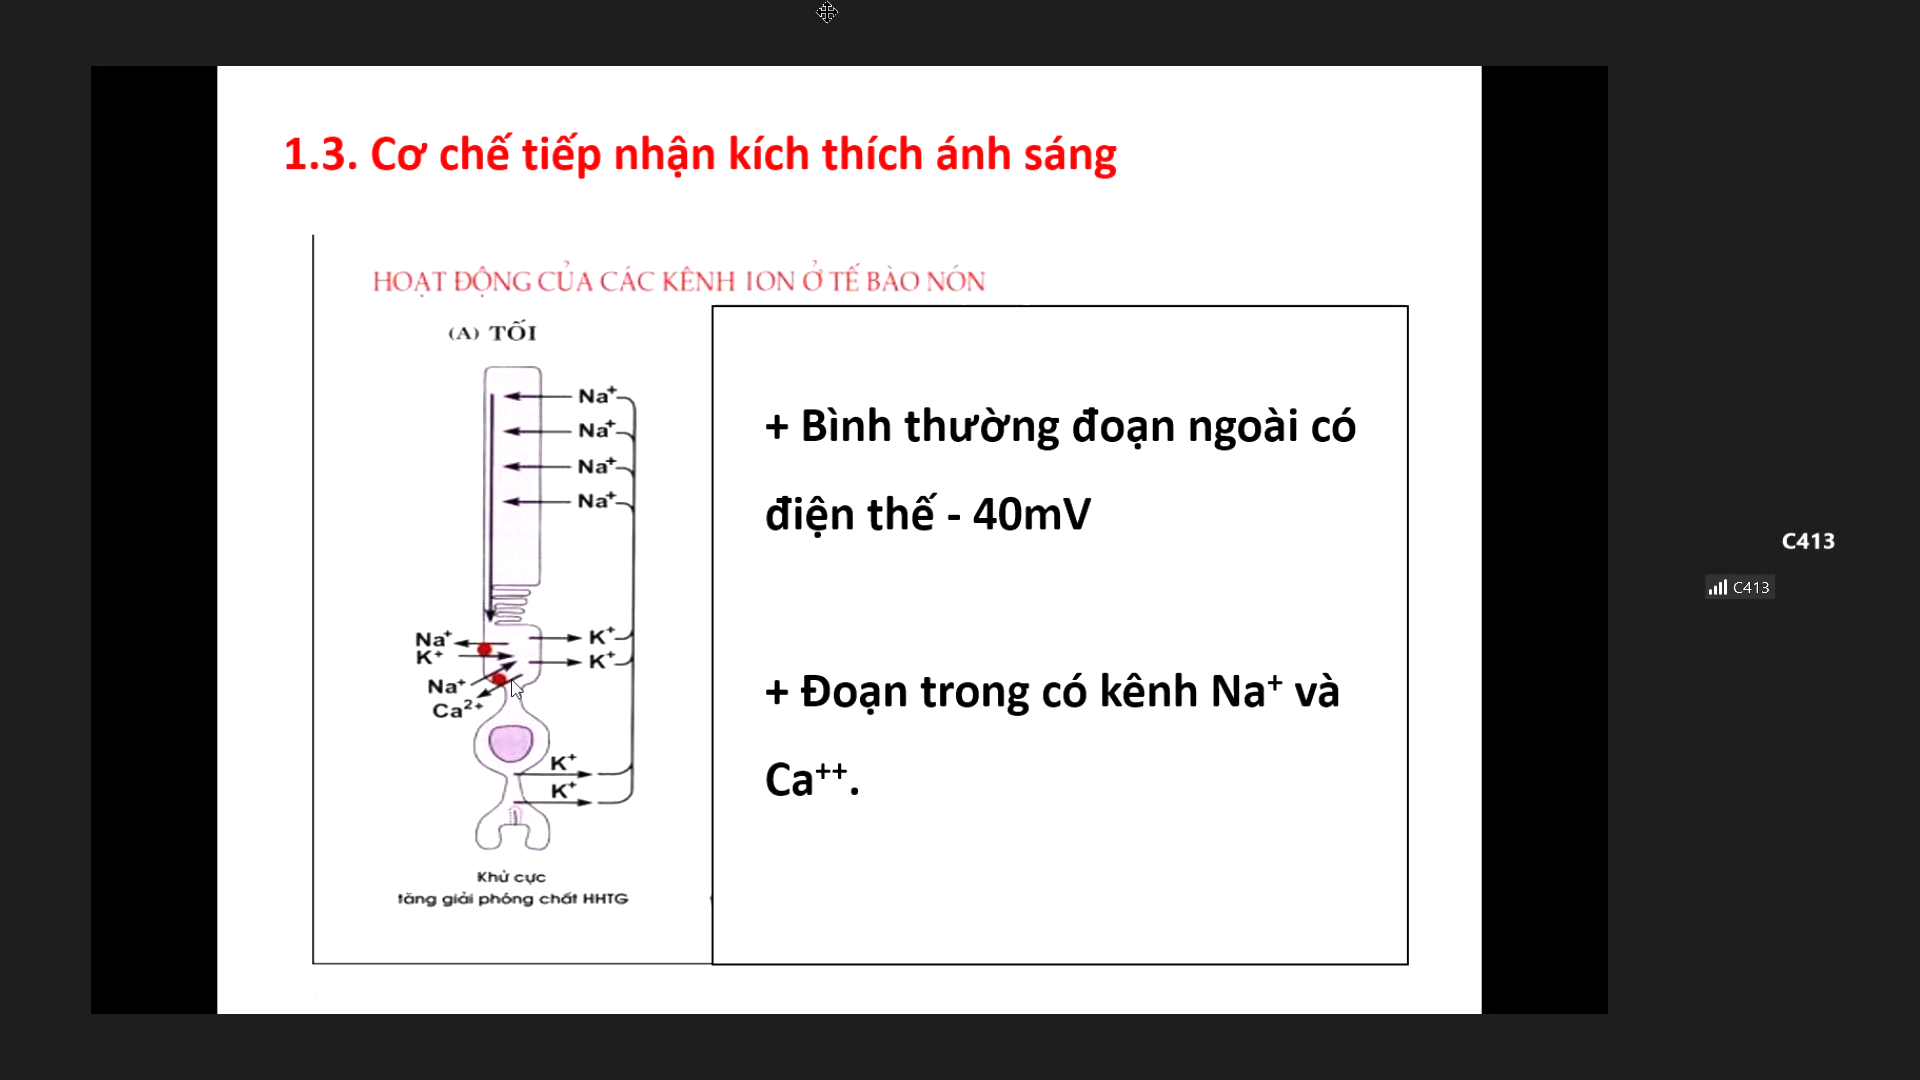 1.3. Cơ chế tiếp nhận kích thích ánh sáng
HOẠT ĐỘNG CỦA CÁC KÊNH ION Ở TẾ BÀO NÓN
(A) TỐI
Na⁺
Na⁺
Na⁺
Na⁺
Na⁺
K⁺
K⁺
K⁺
Na⁺
Ca²⁺
K⁺
K⁺
Khử cực
tăng giải phóng chất HHTG
+ Bình thường đoạn ngoài có
điện thế - 40mV
+ Đoạn trong có kênh Na⁺ và
Ca⁺⁺.
C413
C413